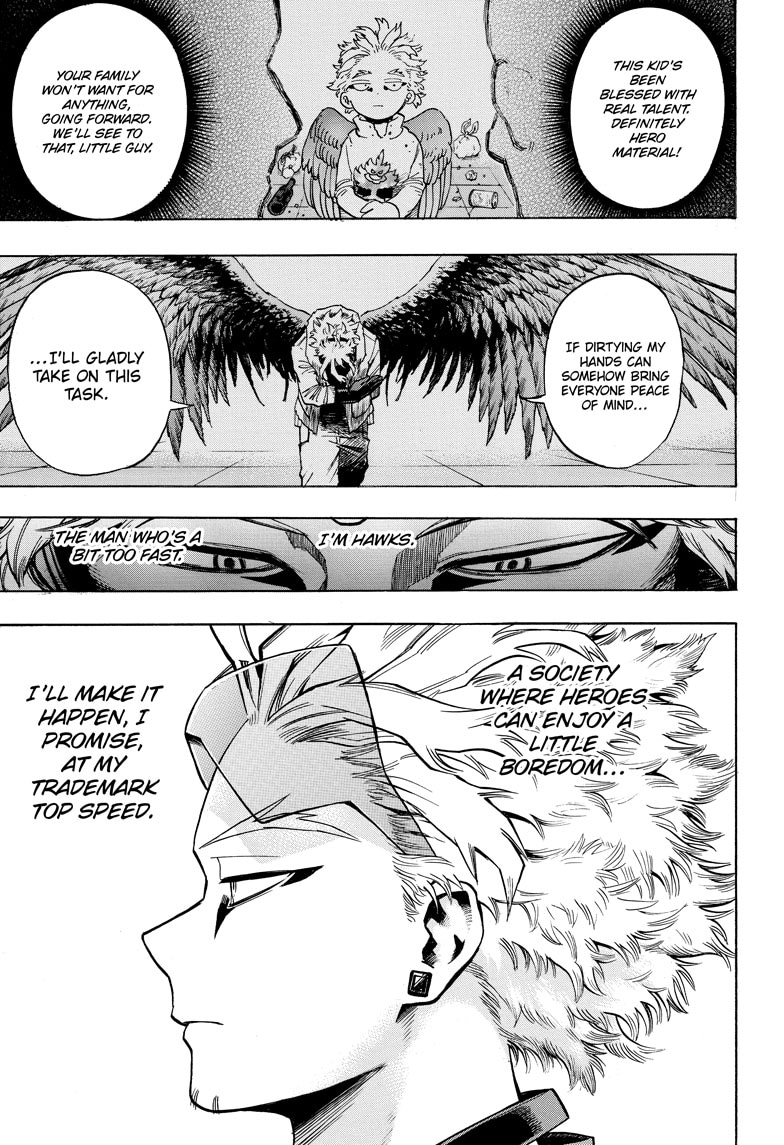 THIS KID'S
BEEN
BLESSED WITH
REAL TALENT.
DEFINITELY
HERO
MATERIAL!
YOUR FAMILY
WON'T WANT FOR
ANYTHING,
GOING FORWARD.
WE'LL SEE TO
THAT, LITTLE GUY.
IF DIRTYING MY
HANDS CAN
SOMEHOW BRING
EVERYONE PEACE
OF MIND...
...I'LL GLADLY
TAKE ON THIS
TASK.
I'M HAWKS.
THE MAN WHO'S A
BIT TOO FAST.
A SOCIETY
WHERE HEROES
CAN ENJOY A
LITTLE
BOREDOM...
I'LL MAKE IT
HAPPEN, I
PROMISE,
AT MY
TRADEMARK
TOP SPEED.